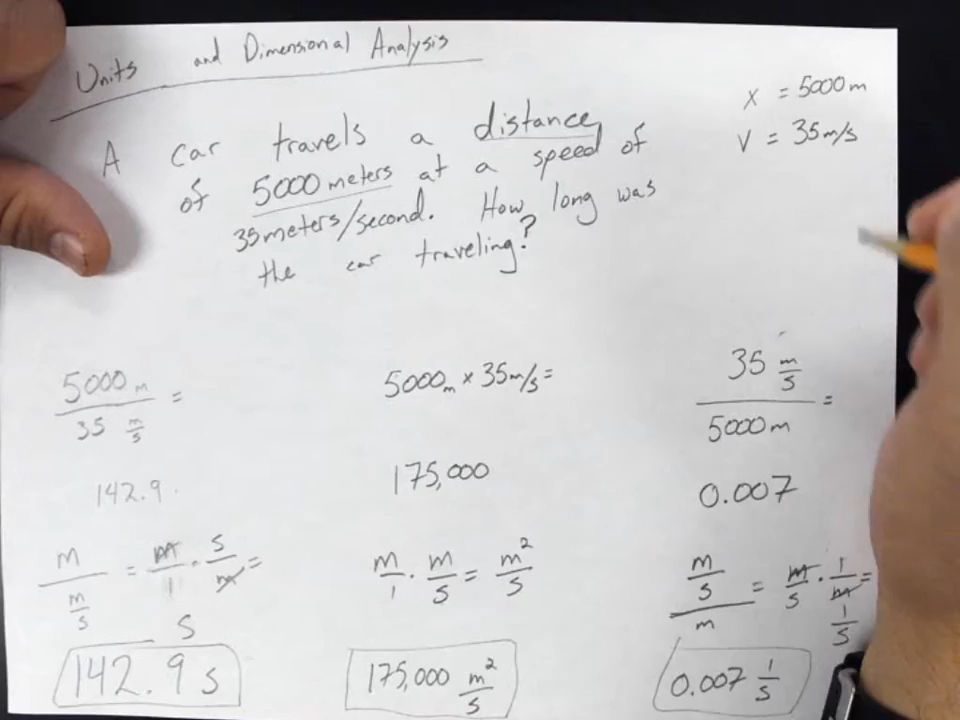 Units and Dimensional Analysis
x = 5000 m
v = 35 m/s
A car travels a distance
of 5000 meters at a speed of
35 meters/second. How long was
the car traveling?
5000 m / 35 m/s =
142.9
m / (m/s) = m/1 · s/m =
s
142.9 s
5000 m × 35 m/s =
175,000
m/1 · m/s = m²/s
175,000 m²/s
35 m/s / 5000 m =
0.007
(m/s) / m = m/s · 1/m =
1/s
0.007 1/s